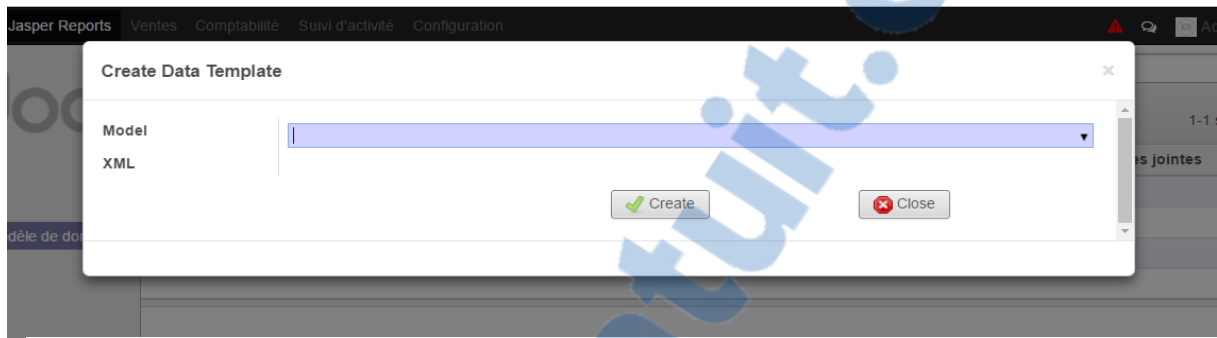 Jasper Reports Ventes Comptabilité Suivi d'activité Configuration
Create Data Template
Model
XML
1-1
es jointes
Create Close
dèle de do
tuit.